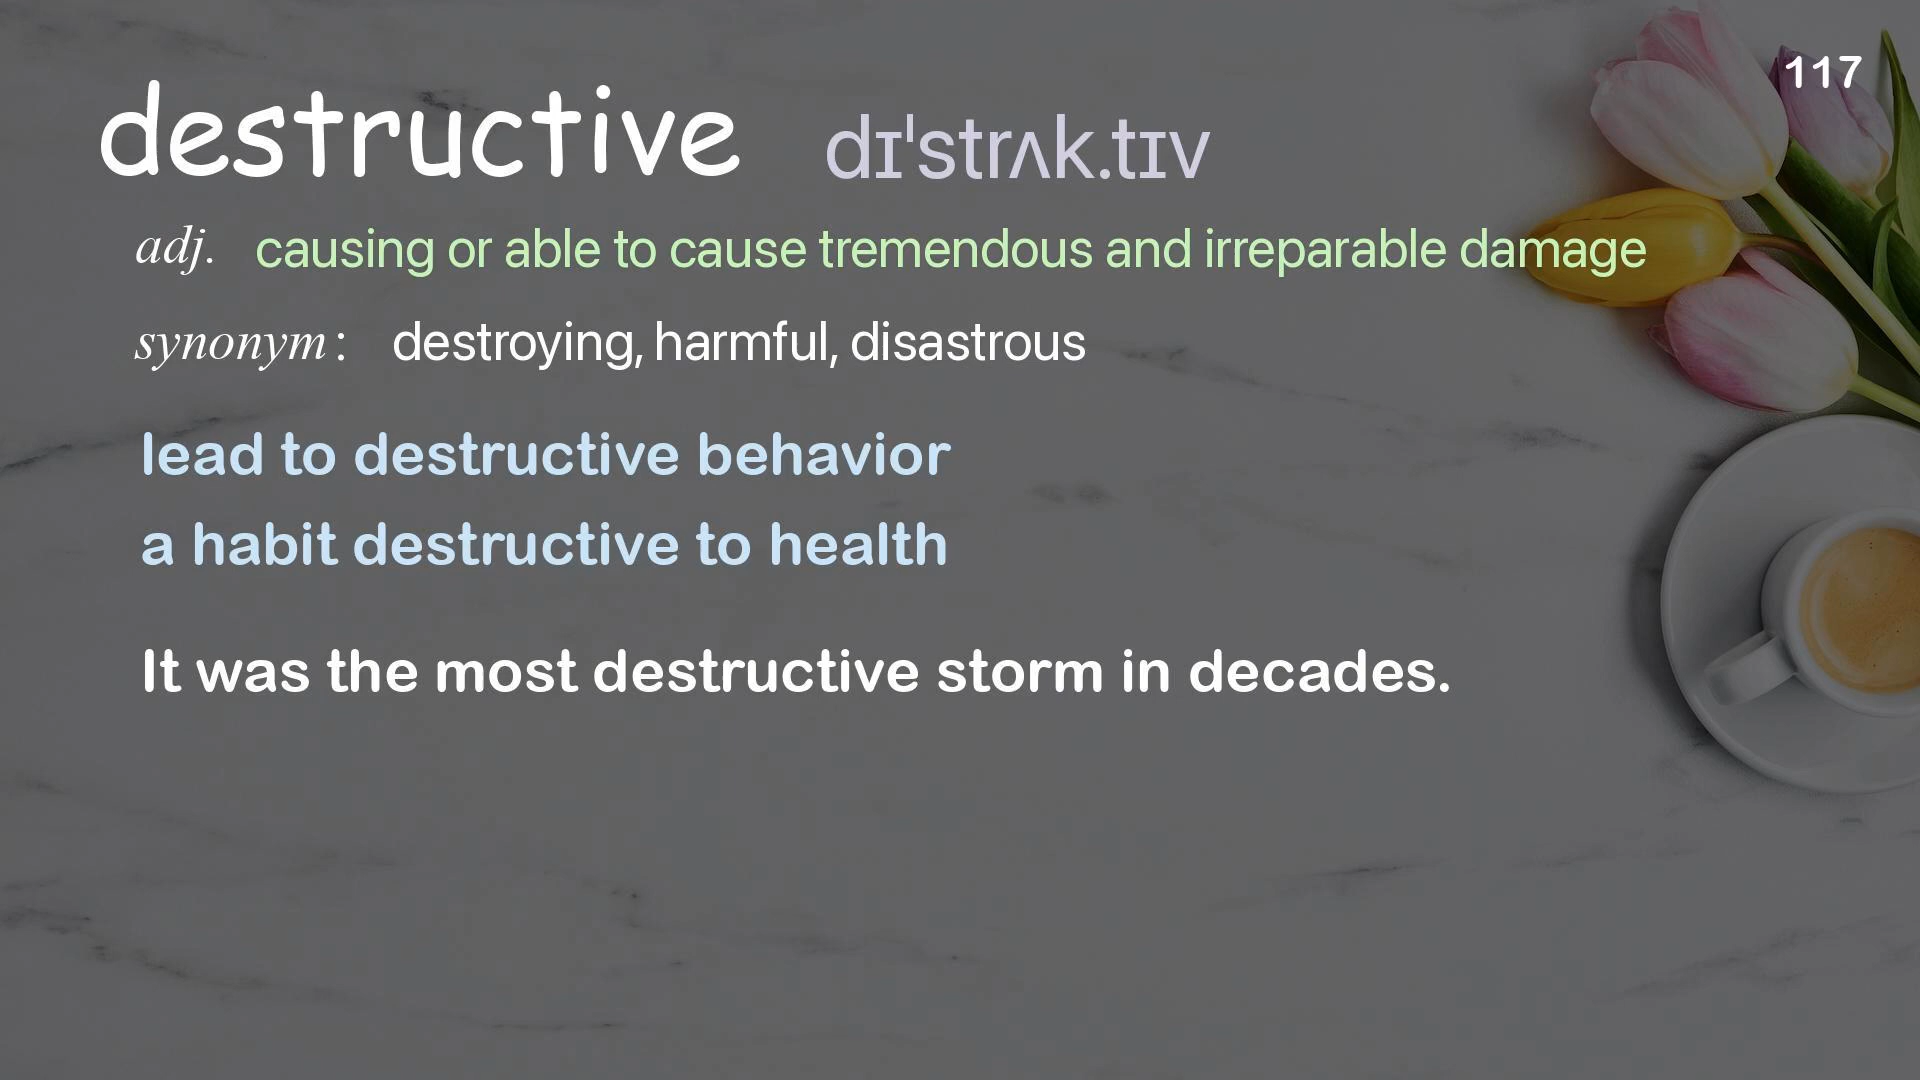 117
destructive dɪˈstrʌk.tɪv
adj. causing or able to cause tremendous and irreparable damage
synonym : destroying, harmful, disastrous
lead to destructive behavior
a habit destructive to health
It was the most destructive storm in decades.